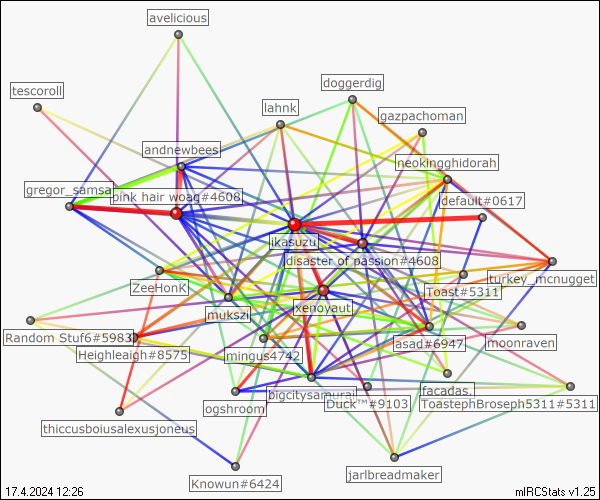 avelicious
doggerdig
tescoroll
lahnk
gazpachoman
andnewbees
neokingghidorah
gregor_samsa
pink hair woag#4608
default#0617
ikasuzu
disaster of passion#4608
turkey_mcnugget
ZeeHonk
Toast#5311
xenoyaut
mukszi
Random Stuf6#5983
asad#6947
moonraven
Heighleigh#8575
mingus4742
bigcitysamurai
facadas.
ogshroom
Duck™#9103
ToastephBroseph5311#5311
thiccusboiusalexusjoneus
jarlbreadmaker
Knowun#6424
17.4.2024 12:26
mIRCStats v1.25